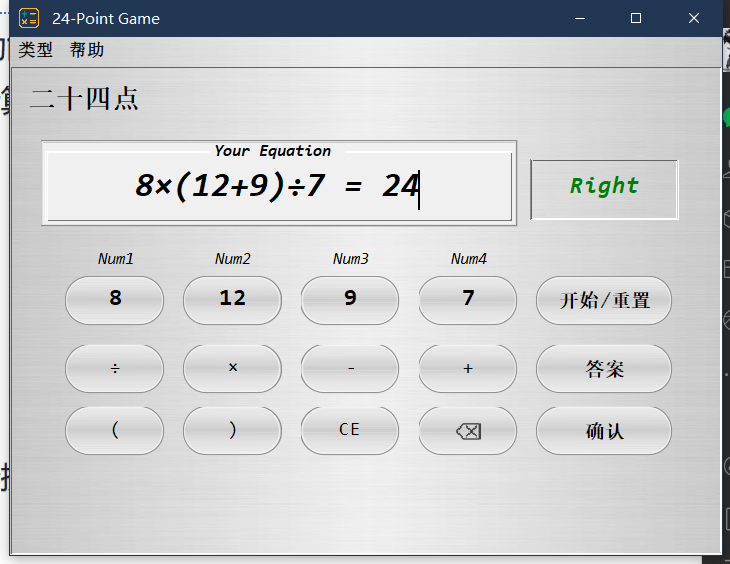 24-Point Game
类型 帮助
二十四点
Your Equation
8×(12+9)÷7 = 24
Right
Num1 Num2 Num3 Num4
8 12 9 7 开始/重置
÷ × - + 答案
( ) CE 确认